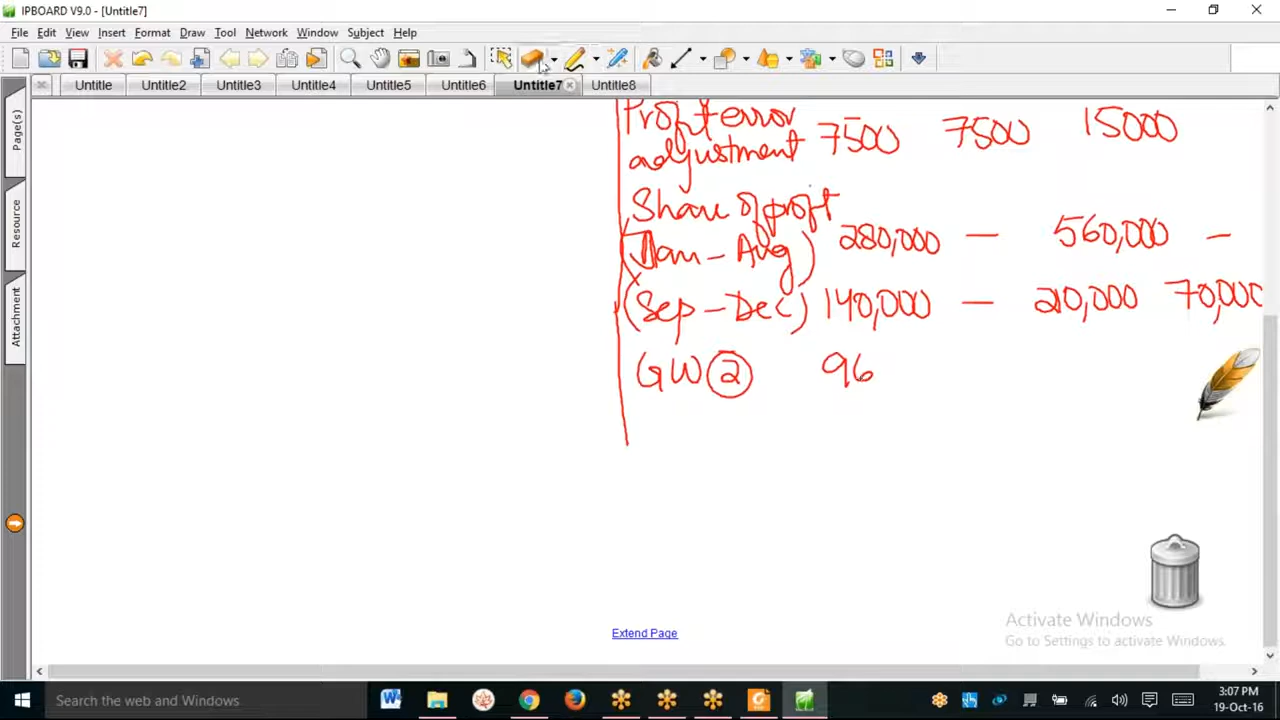 IPBOARD V9.0 - [Untitle7]
File Edit View Insert Format Draw Tool Network Window Subject Help
Untitle Untitle2 Untitle3 Untitle4 Untitle5 Untitle6 Untitle7 Untitle8
Page(s)
Resource
Attachment
Profit error
adjustment 7500 7500 15000
Share of profit
(Jan - Aug) 280,000 - 560,000 -
(Sep - Dec) 140,000 - 210,000 70,000
GW 2 96
Activate Windows
Go to Settings to activate Windows.
Extend Page
Search the web and Windows
3:07 PM
19-Oct-16